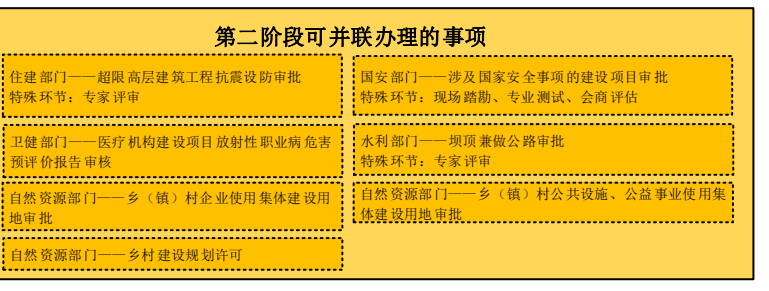 第二阶段可并联办理的事项
住建部门——超限高层建筑工程抗震设防审批
特殊环节：专家评审
国安部门——涉及国家安全事项的建设项目审批
特殊环节：现场踏勘、专业测试、会商评估
卫健部门——医疗机构建设项目放射性职业病危害
预评价报告审核
水利部门——坝顶兼做公路审批
特殊环节：专家评审
自然资源部门——乡（镇）村企业使用集体建设用
地审批
自然资源部门——乡（镇）村公共设施、公益事业使用集
体建设用地审批
自然资源部门——乡村建设规划许可